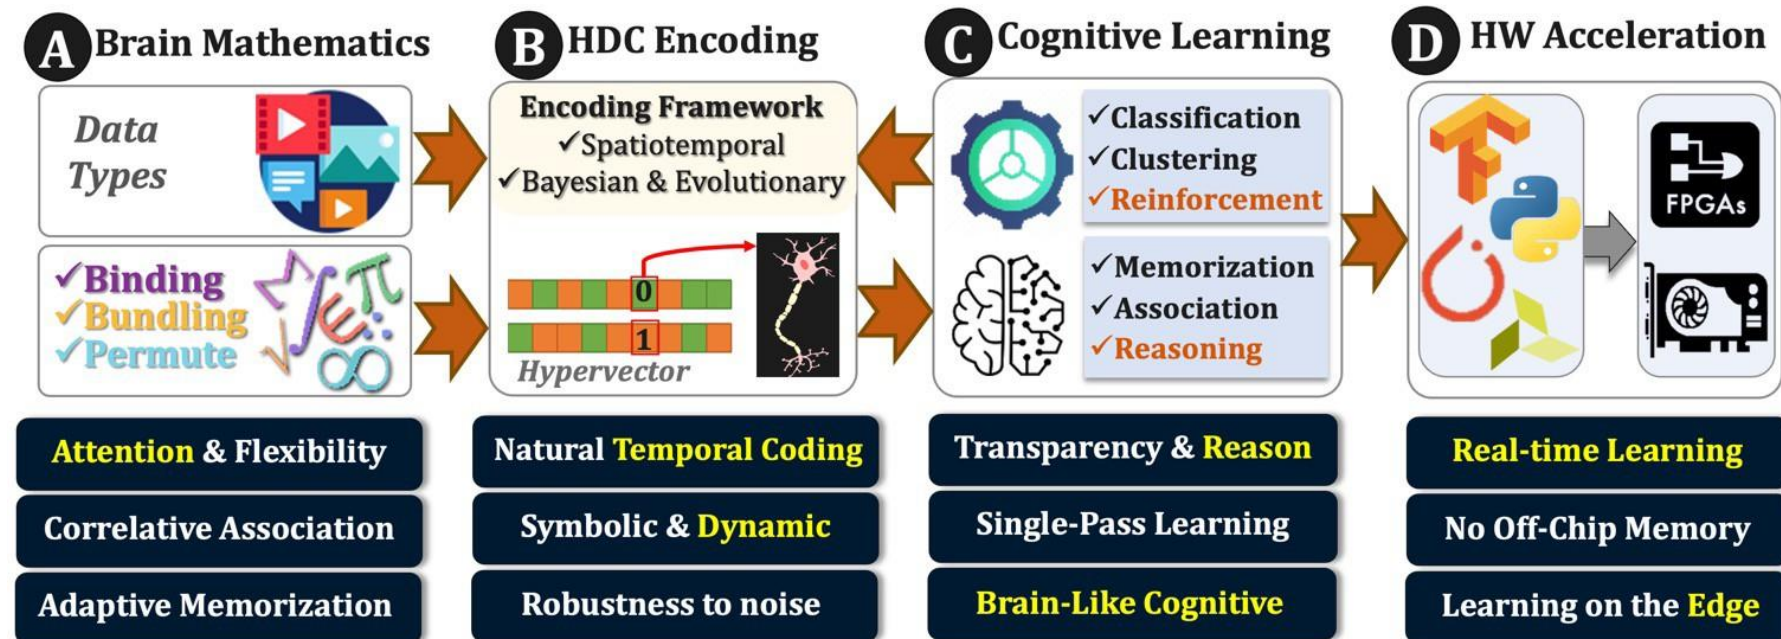 A Brain Mathematics
Data
Types
✓Binding
✓Bundling
✓Permute
Attention & Flexibility
Correlative Association
Adaptive Memorization
B HDC Encoding
Encoding Framework
✓Spatiotemporal
✓Bayesian & Evolutionary
0
1
Hypervector
Natural Temporal Coding
Symbolic & Dynamic
Robustness to noise
C Cognitive Learning
✓Classification
✓Clustering
✓Reinforcement
✓Memorization
✓Association
✓Reasoning
Transparency & Reason
Single-Pass Learning
Brain-Like Cognitive
D HW Acceleration
FPGAs
Real-time Learning
No Off-Chip Memory
Learning on the Edge